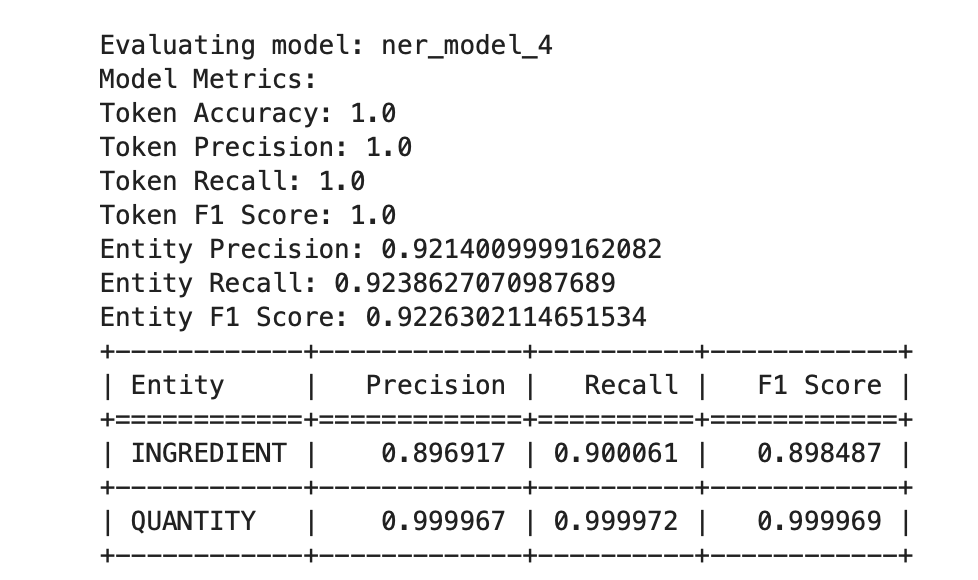 Evaluating model: ner_model_4
Model Metrics:
Token Accuracy: 1.0
Token Precision: 1.0
Token Recall: 1.0
Token F1 Score: 1.0
Entity Precision: 0.9214009999162082
Entity Recall: 0.9238627070987689
Entity F1 Score: 0.9226302114651534
+------------+-------------+----------+------------+
| Entity     |   Precision |   Recall |   F1 Score |
+============+=============+==========+============+
| INGREDIENT |    0.896917 | 0.900061 |   0.898487 |
+------------+-------------+----------+------------+
| QUANTITY   |    0.999967 | 0.999972 |   0.999969 |
+------------+-------------+----------+------------+